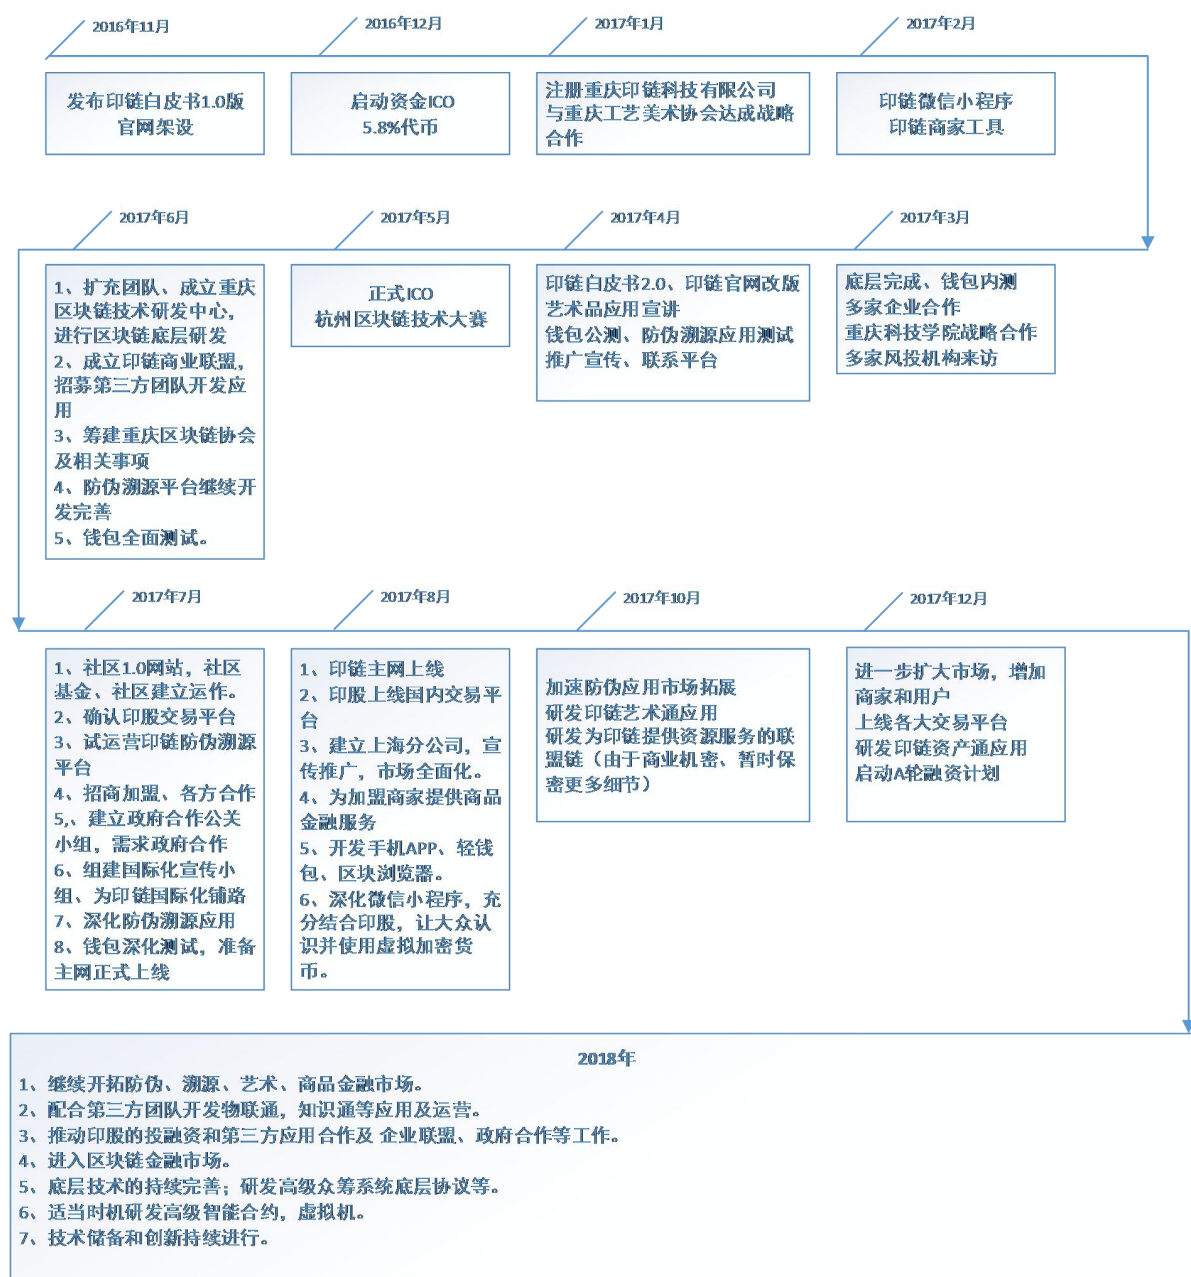 2016年11月
2016年12月
2017年1月
2017年2月
发布印链白皮书1.0版
官网架设
启动资金ICO
5.8%代币
注册重庆印链科技有限公司
与重庆工艺美术协会达成战略
合作
印链微信小程序
印链商家工具
2017年6月
2017年5月
2017年4月
2017年3月
1、扩充团队、成立重庆
区块链技术研发中心，
进行区块链底层研发
2、成立印链商业联盟，
招募第三方团队开发应
用
3、筹建重庆区块链协会
及相关事项
4、防伪溯源平台继续开
发完善
5、钱包全面测试。
正式ICO
杭州区块链技术大赛
印链白皮书2.0、印链官网改版
艺术品应用宣讲
钱包公测、防伪溯源应用测试
推广宣传、联系平台
底层完成、钱包内测
多家企业合作
重庆科技学院战略合作
多家风投机构来访
2017年7月
2017年8月
2017年10月
2017年12月
1、社区1.0网站，社区
基金、社区建立运作。
2、确认印股交易平台
3、试运营印链防伪溯源
平台
4、招商加盟、各方合作
5,、建立政府合作公关
小组，需求政府合作
6、组建国际化宣传小
组、为印链国际化铺路
7、深化防伪溯源应用
8、钱包深化测试，准备
主网正式上线
1、印链主网上线
2、印股上线国内交易平
台
3、建立上海分公司，宣
传推广，市场全面化。
4、为加盟商家提供商品
金融服务
5、开发手机APP、轻钱
包、区块浏览器。
6、深化微信小程序，充
分结合印股，让大众认
识并使用虚拟加密货
币。
加速防伪应用市场拓展
研发印链艺术通应用
研发为印链提供资源服务的联
盟链（由于商业机密、暂时保
密更多细节）
进一步扩大市场，增加
商家和用户
上线各大交易平台
研发印链资产通应用
启动A轮融资计划
2018年
1、继续开拓防伪、溯源、艺术、商品金融市场。
2、配合第三方团队开发物联通，知识通等应用及运营。
3、推动印股的投融资和第三方应用合作及 企业联盟、政府合作等工作。
4、进入区块链金融市场。
5、底层技术的持续完善；研发高级众筹系统底层协议等。
6、适当时机研发高级智能合约，虚拟机。
7、技术储备和创新持续进行。